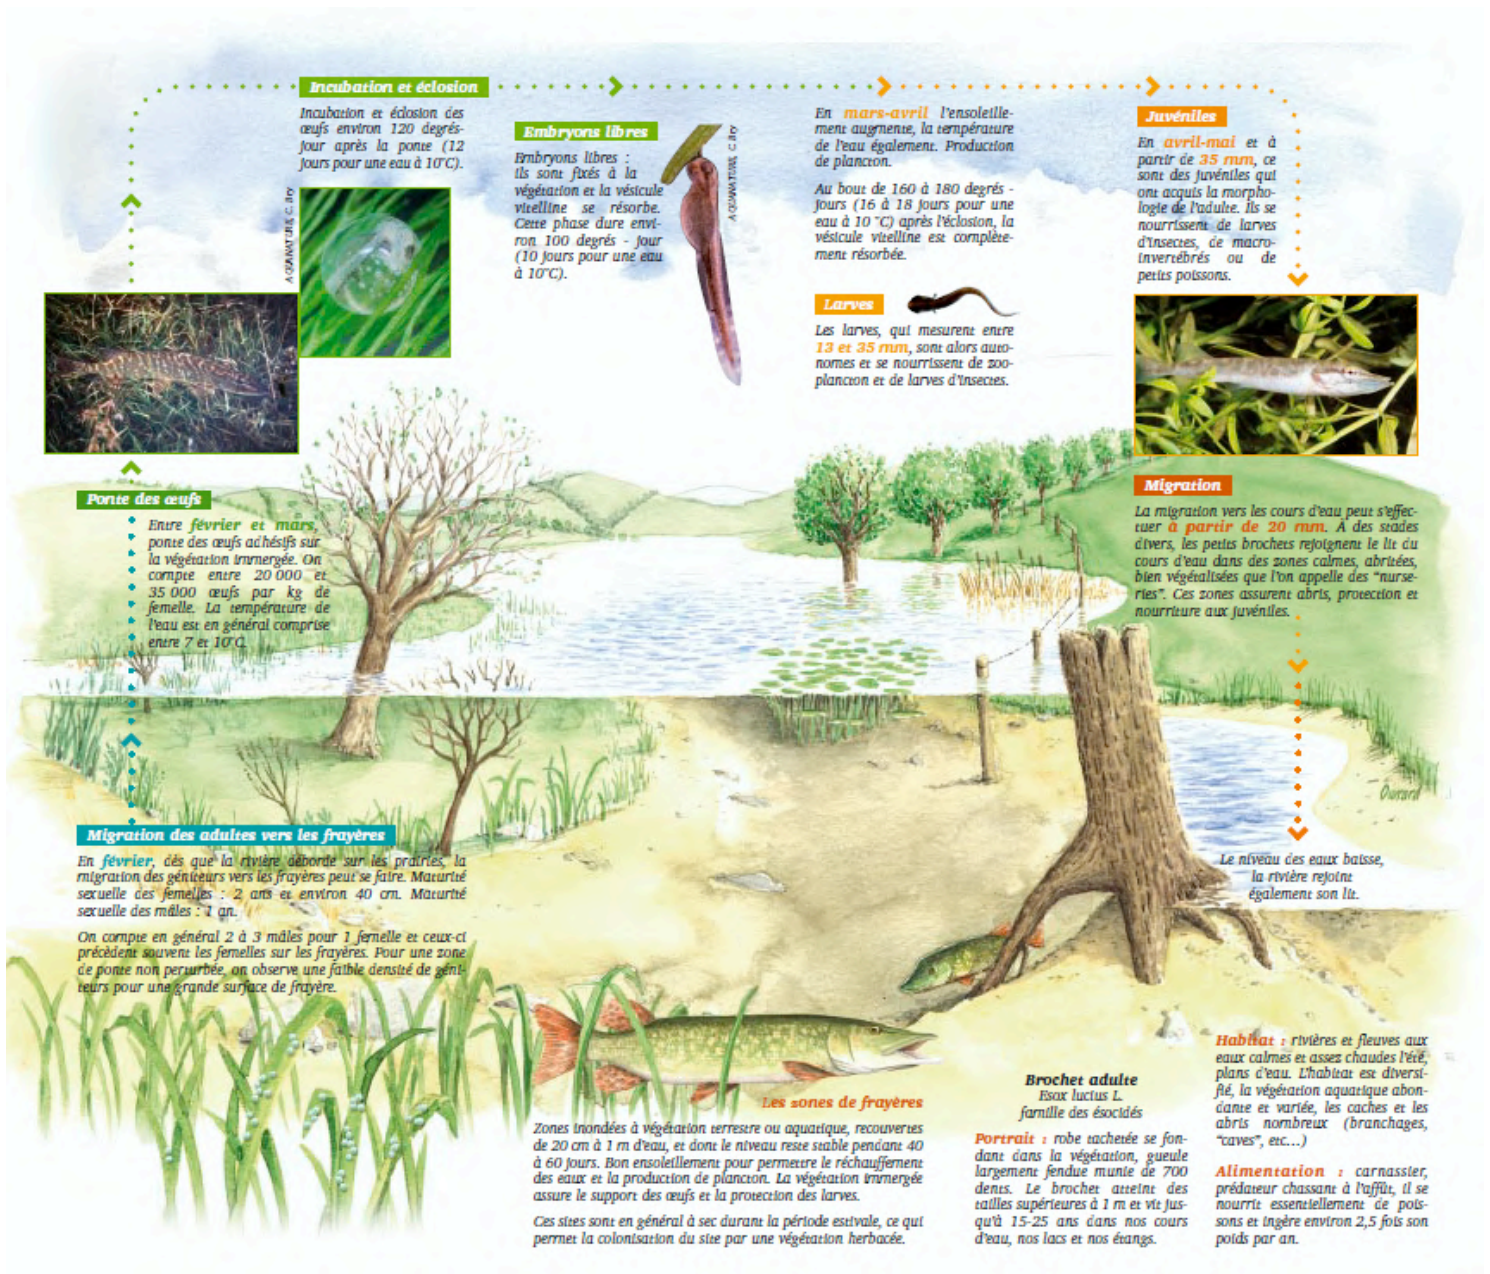 Incubation et éclosion
Incubation et éclosion des
œufs environ 120 degrés-
jour après la ponte (12
jours pour une eau à 10°C).
AQUANATURE, C. Bry
Embryons libres
Embryons libres :
ils sont fixés à la
végétation et la vésicule
vitelline se résorbe.
Cette phase dure envi-
ron 100 degrés - jour
(10 jours pour une eau
à 10°C).
AQUANATURE, C. Bry
En mars-avril l'ensoleille-
ment augmente, la température
de l'eau également. Production
de plancton.
Au bout de 160 à 180 degrés -
jours (16 à 18 jours pour une
eau à 10 °C) après l'éclosion, la
vésicule vitelline est complète-
ment résorbée.
Larves
Les larves, qui mesurent entre
13 et 35 mm, sont alors auto-
nomes et se nourrissent de zoo-
plancton et de larves d'insectes.
Juvéniles
En avril-mai et à
partir de 35 mm, ce
sont des juvéniles qui
ont acquis la morpho-
logie de l'adulte. Ils se
nourrissent de larves
d'insectes, de macro-
invertébrés ou de
petits poissons.
Ponte des œufs
Entre février et mars,
ponte des œufs adhésifs sur
la végétation immergée. On
compte entre 20 000 et
35 000 œufs par kg de
femelle. La température de
l'eau est en général comprise
entre 7 et 10°C.
Migration
La migration vers les cours d'eau peut s'effec-
tuer à partir de 20 mm. A des stades
divers, les petits brochets rejoignent le lit du
cours d'eau dans des zones calmes, abritées,
bien végétalisées que l'on appelle des "nurse-
ries". Ces zones assurent abris, protection et
nourriture aux juvéniles.
Migration des adultes vers les frayères
En février, dès que la rivière déborde sur les prairies, la
migration des géniteurs vers les frayères peut se faire. Maturité
sexuelle des femelles : 2 ans et environ 40 cm. Maturité
sexuelle des mâles : 1 an.
On compte en général 2 à 3 mâles pour 1 femelle et ceux-ci
précèdent souvent les femelles sur les frayères. Pour une zone
de ponte non perturbée, on observe une faible densité de géni-
teurs pour une grande surface de frayère.
Le niveau des eaux baisse,
la rivière rejoint
également son lit.
Les zones de frayères
Zones inondées à végétation terrestre ou aquatique, recouvertes
de 20 cm à 1 m d'eau, et dont le niveau reste stable pendant 40
à 60 jours. Bon ensoleillement pour permettre le réchauffement
des eaux et la production de plancton. La végétation immergée
assure le support des œufs et la protection des larves.
Ces sites sont en général à sec durant la période estivale, ce qui
permet la colonisation du site par une végétation herbacée.
Brochet adulte
Esox lucius L.
famille des ésocidés
Portrait : robe tachetée se fon-
dant dans la végétation, gueule
largement fendue munie de 700
dents. Le brochet atteint des
tailles supérieures à 1 m et vit jus-
qu'à 15-25 ans dans nos cours
d'eau, nos lacs et nos étangs.
Habitat : rivières et fleuves aux
eaux calmes et assez chaudes l'été,
plans d'eau. L'habitat est diversi-
fié, la végétation aquatique abon-
dante et variée, les caches et les
abris nombreux (branchages,
"caves", etc...)
Alimentation : carnassier,
prédateur chassant à l'affût, il se
nourrit essentiellement de pois-
sons et ingère environ 2,5 fois son
poids par an.